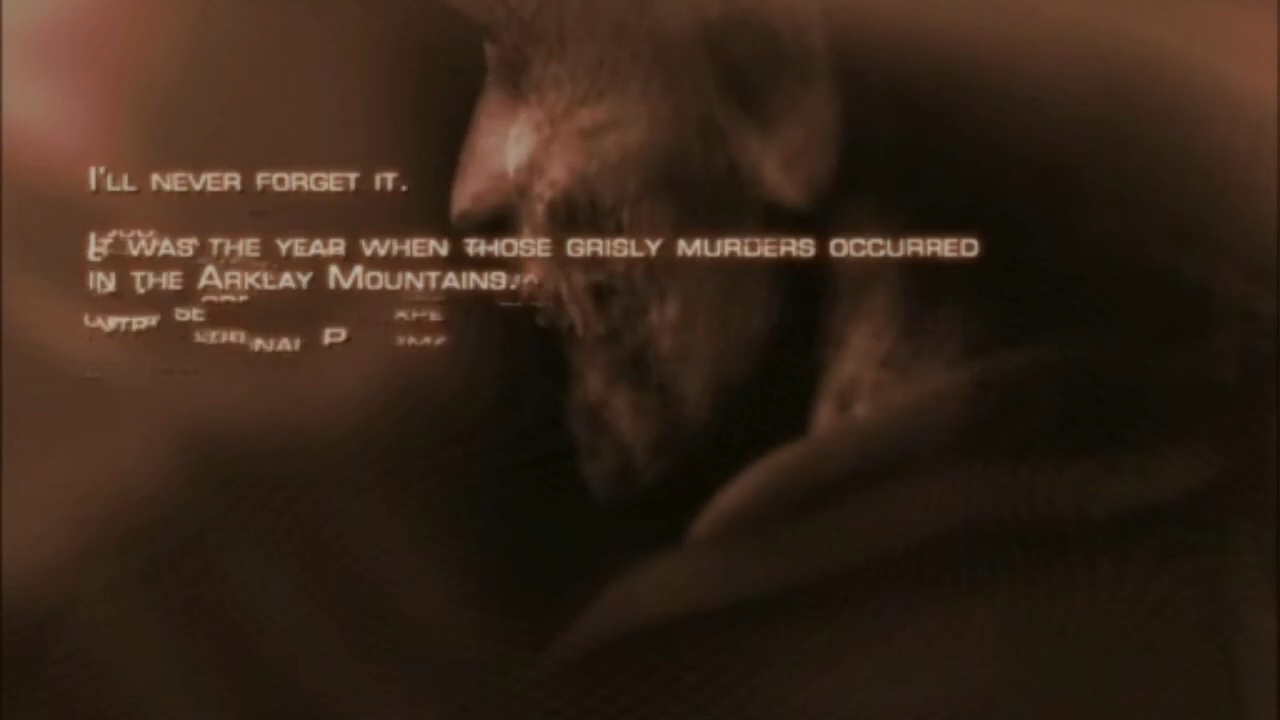 I'll never forget it.
It was the year when those grisly murders occurred
in the Arklay Mountains.